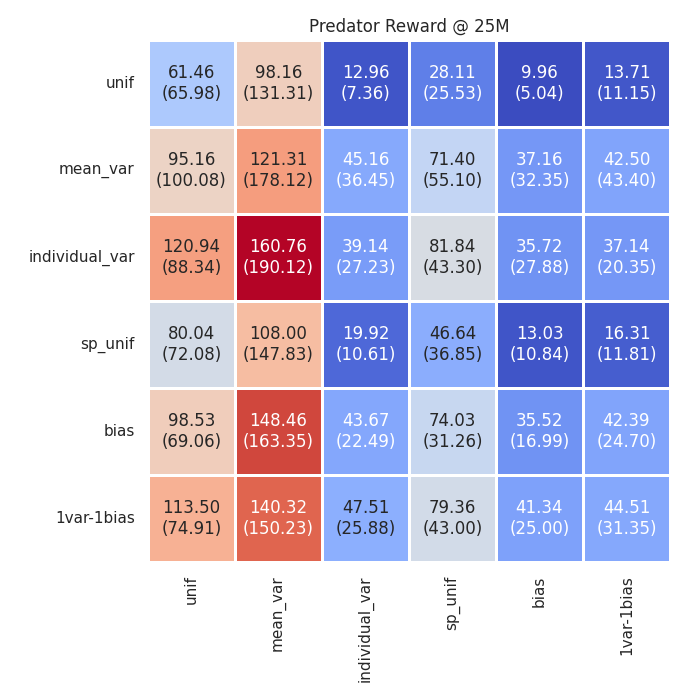 Predator Reward @ 25M
unif
61.46 98.16 12.96 28.11 9.96 13.71
(65.98) (131.31) (7.36) (25.53) (5.04) (11.15)
mean_var
95.16 121.31 45.16 71.40 37.16 42.50
(100.08) (178.12) (36.45) (55.10) (32.35) (43.40)
individual_var
120.94 160.76 39.14 81.84 35.72 37.14
(88.34) (190.12) (27.23) (43.30) (27.88) (20.35)
sp_unif
80.04 108.00 19.92 46.64 13.03 16.31
(72.08) (147.83) (10.61) (36.85) (10.84) (11.81)
bias
98.53 148.46 43.67 74.03 35.52 42.39
(69.06) (163.35) (22.49) (31.26) (16.99) (24.70)
1var-1bias
113.50 140.32 47.51 79.36 41.34 44.51
(74.91) (150.23) (25.88) (43.00) (25.00) (31.35)
unif
mean_var
individual_var
sp_unif
bias
1var-1bias